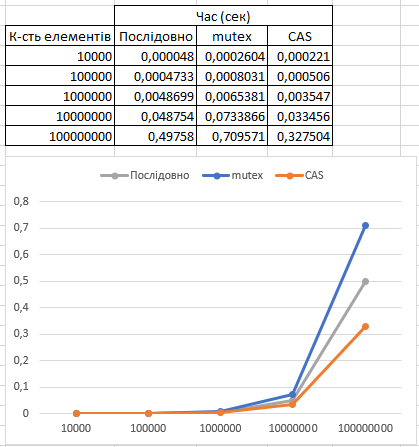 Час (сек)
К-сть елементів Послідовно mutex CAS
10000 0,000048 0,0002604 0,000221
100000 0,0004733 0,0008031 0,000506
1000000 0,0048699 0,0065381 0,003547
10000000 0,048754 0,0733866 0,033456
100000000 0,49758 0,709571 0,327504
Послідовно mutex CAS
0,8
0,7
0,6
0,5
0,4
0,3
0,2
0,1
0
10000 100000 1000000 10000000 100000000